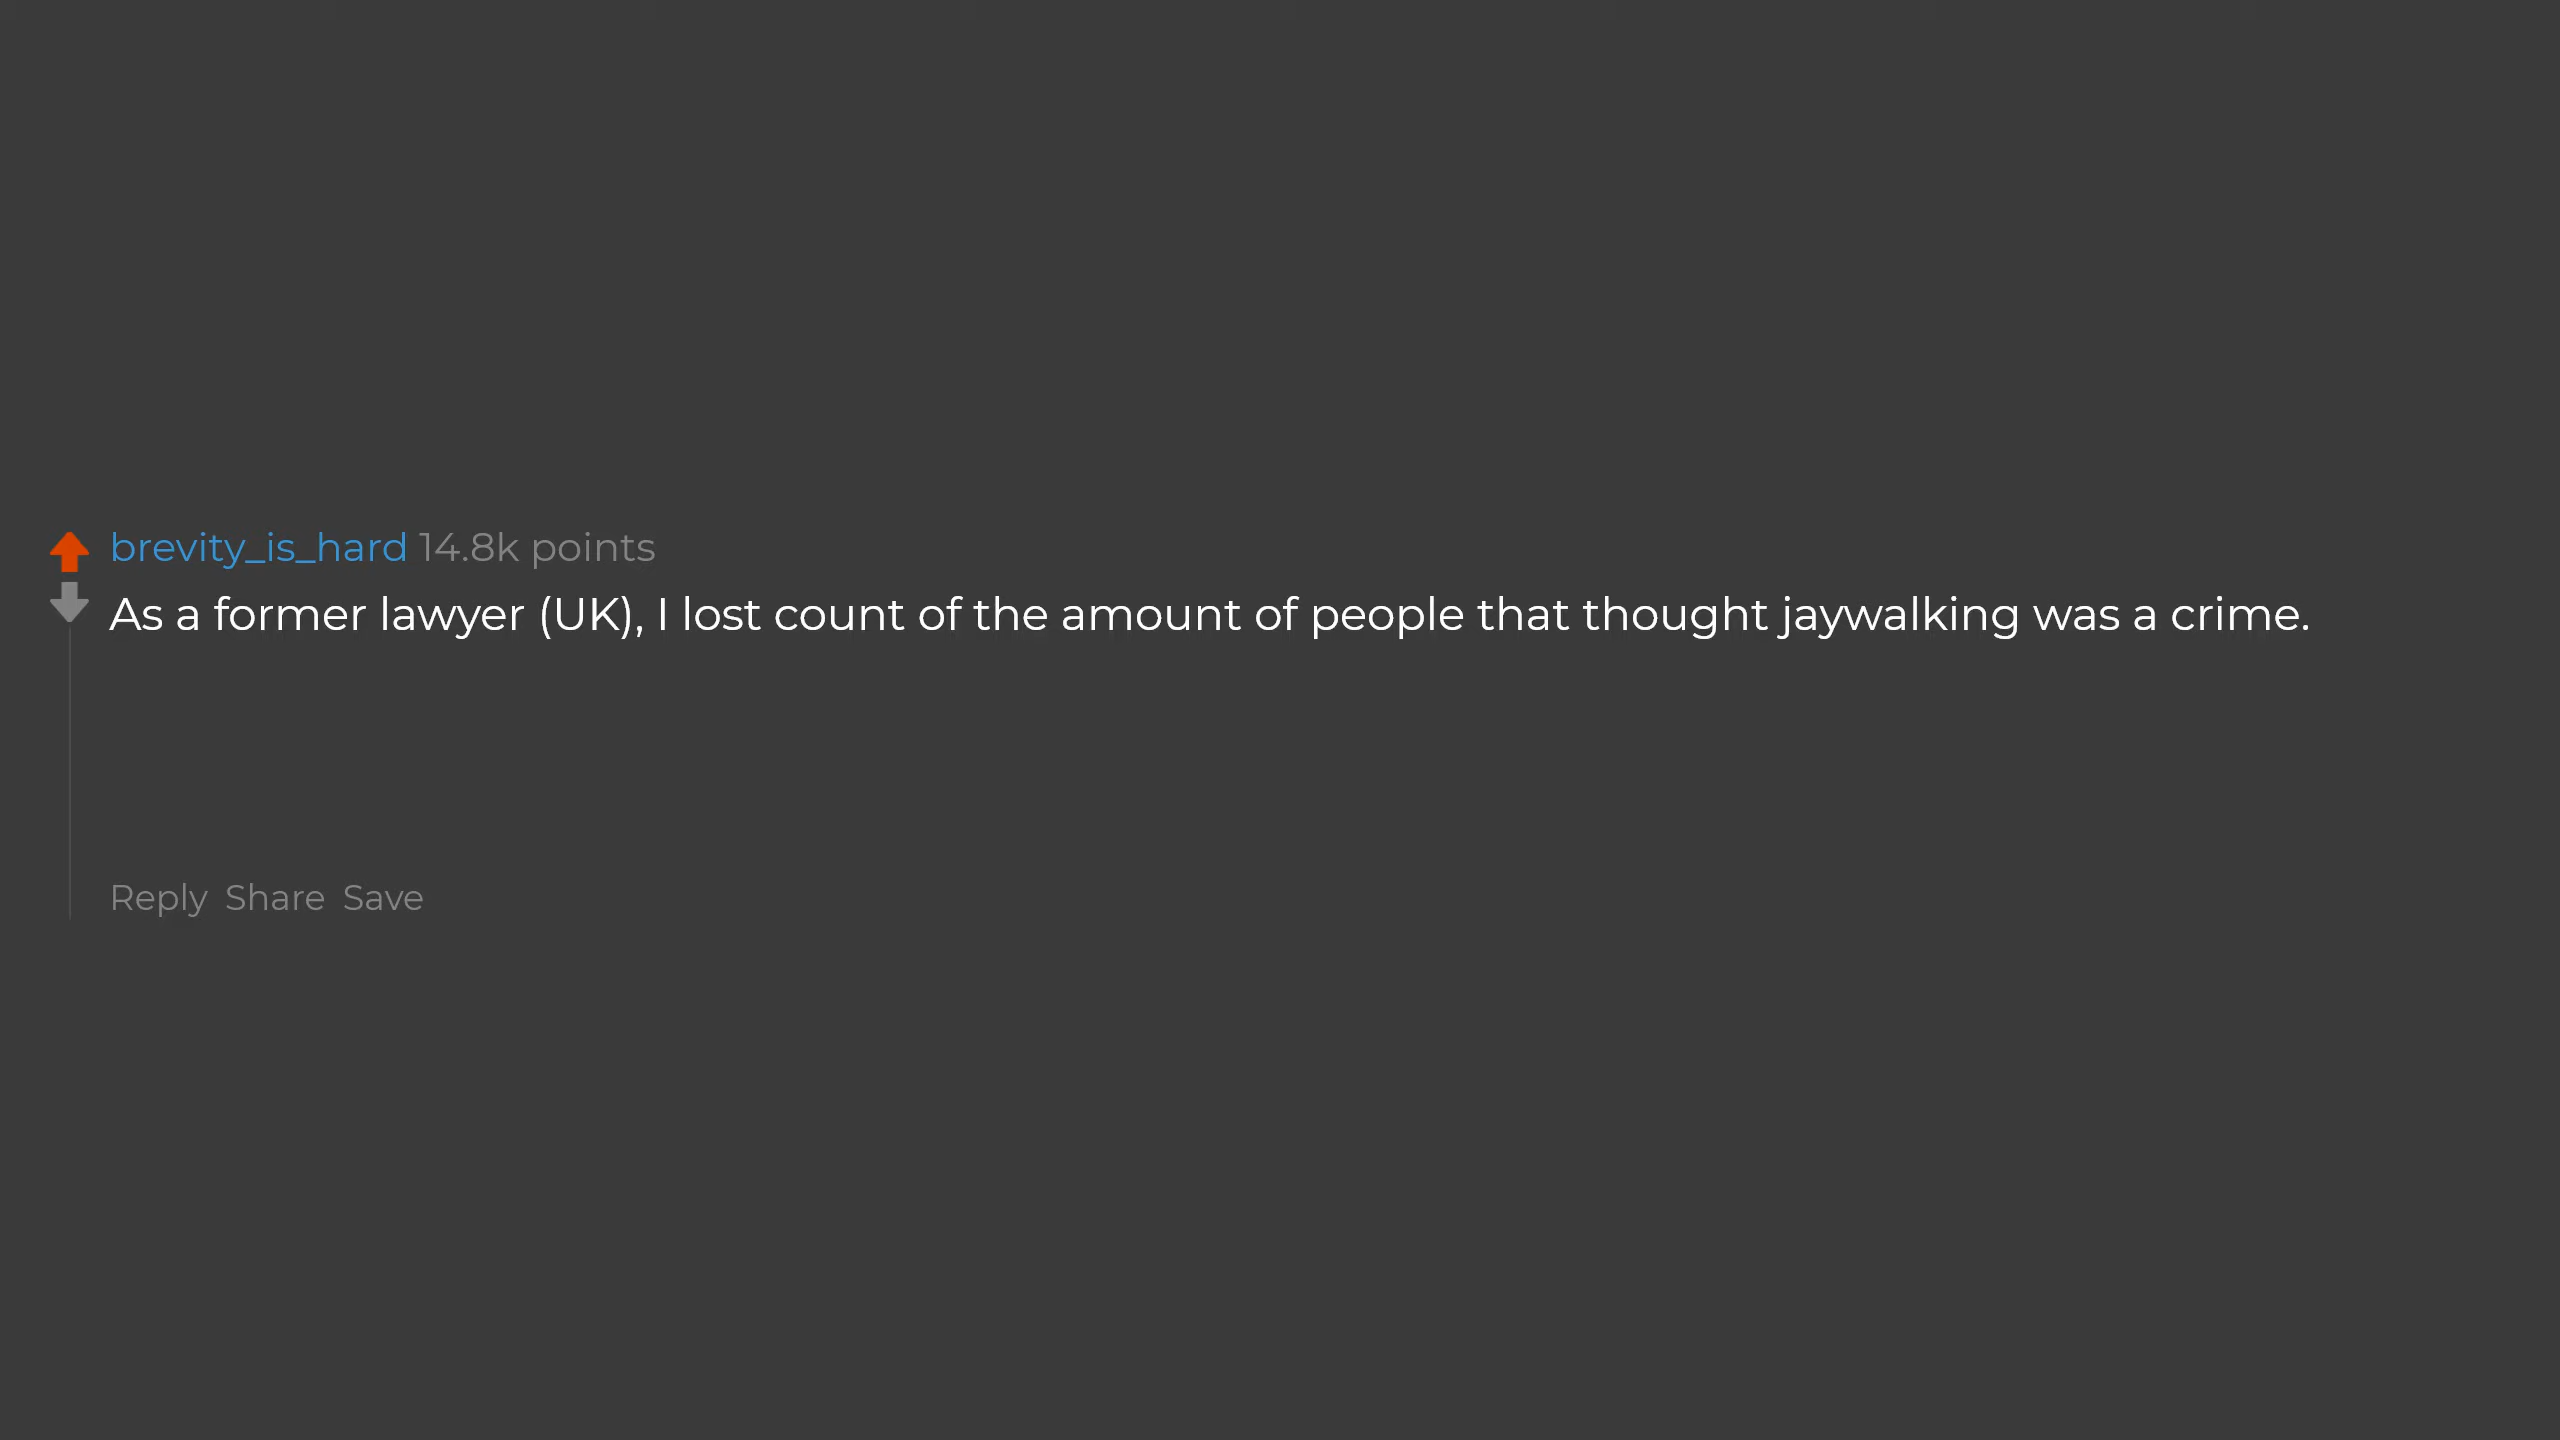 brevity_is_hard 14.8k points
As a former lawyer (UK), I lost count of the amount of people that thought jaywalking was a crime.
Reply Share Save